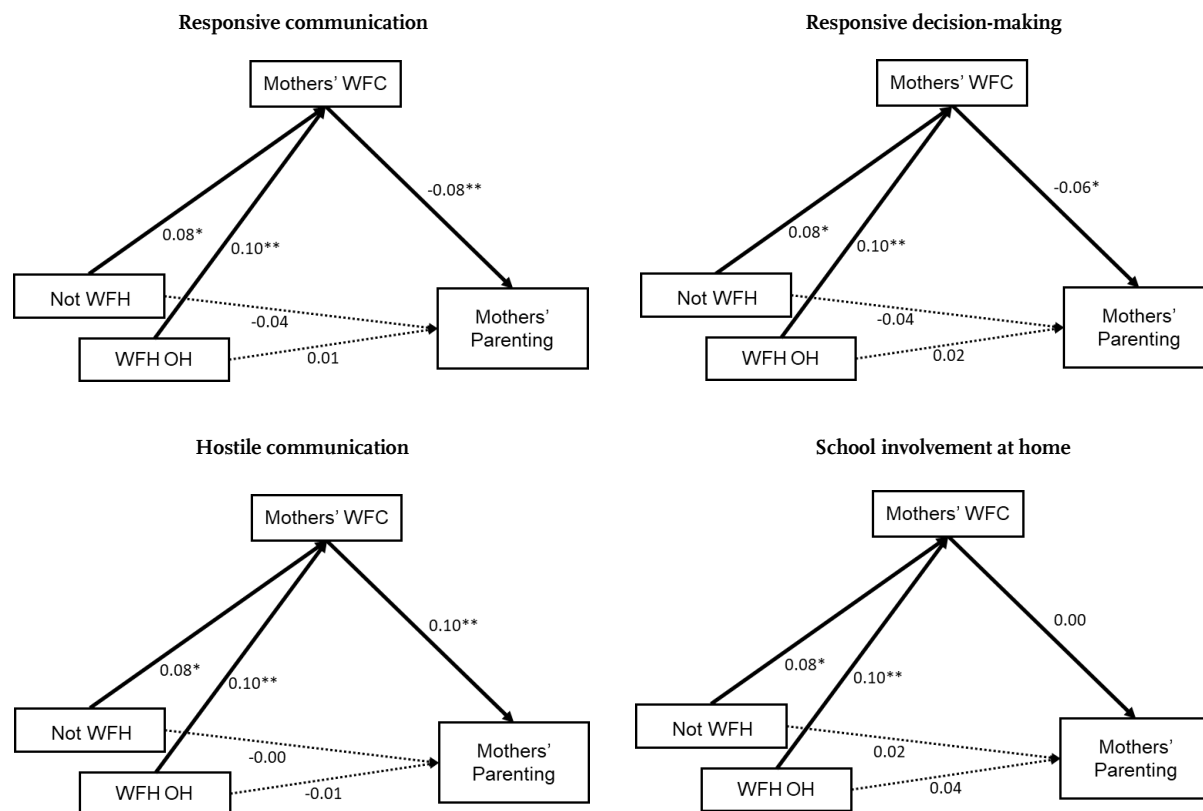 Responsive communication
Mothers' WFC
-0.08**
0.08*
0.10**
Not WFH
-0.04
Mothers'
Parenting
WFH OH
0.01
Responsive decision-making
Mothers' WFC
-0.06*
0.08*
0.10**
Not WFH
-0.04
Mothers'
Parenting
WFH OH
0.02
Hostile communication
Mothers' WFC
0.10**
0.08*
0.10**
Not WFH
-0.00
Mothers'
Parenting
WFH OH
-0.01
School involvement at home
Mothers' WFC
0.00
0.08*
0.10**
Not WFH
0.02
Mothers'
Parenting
WFH OH
0.04